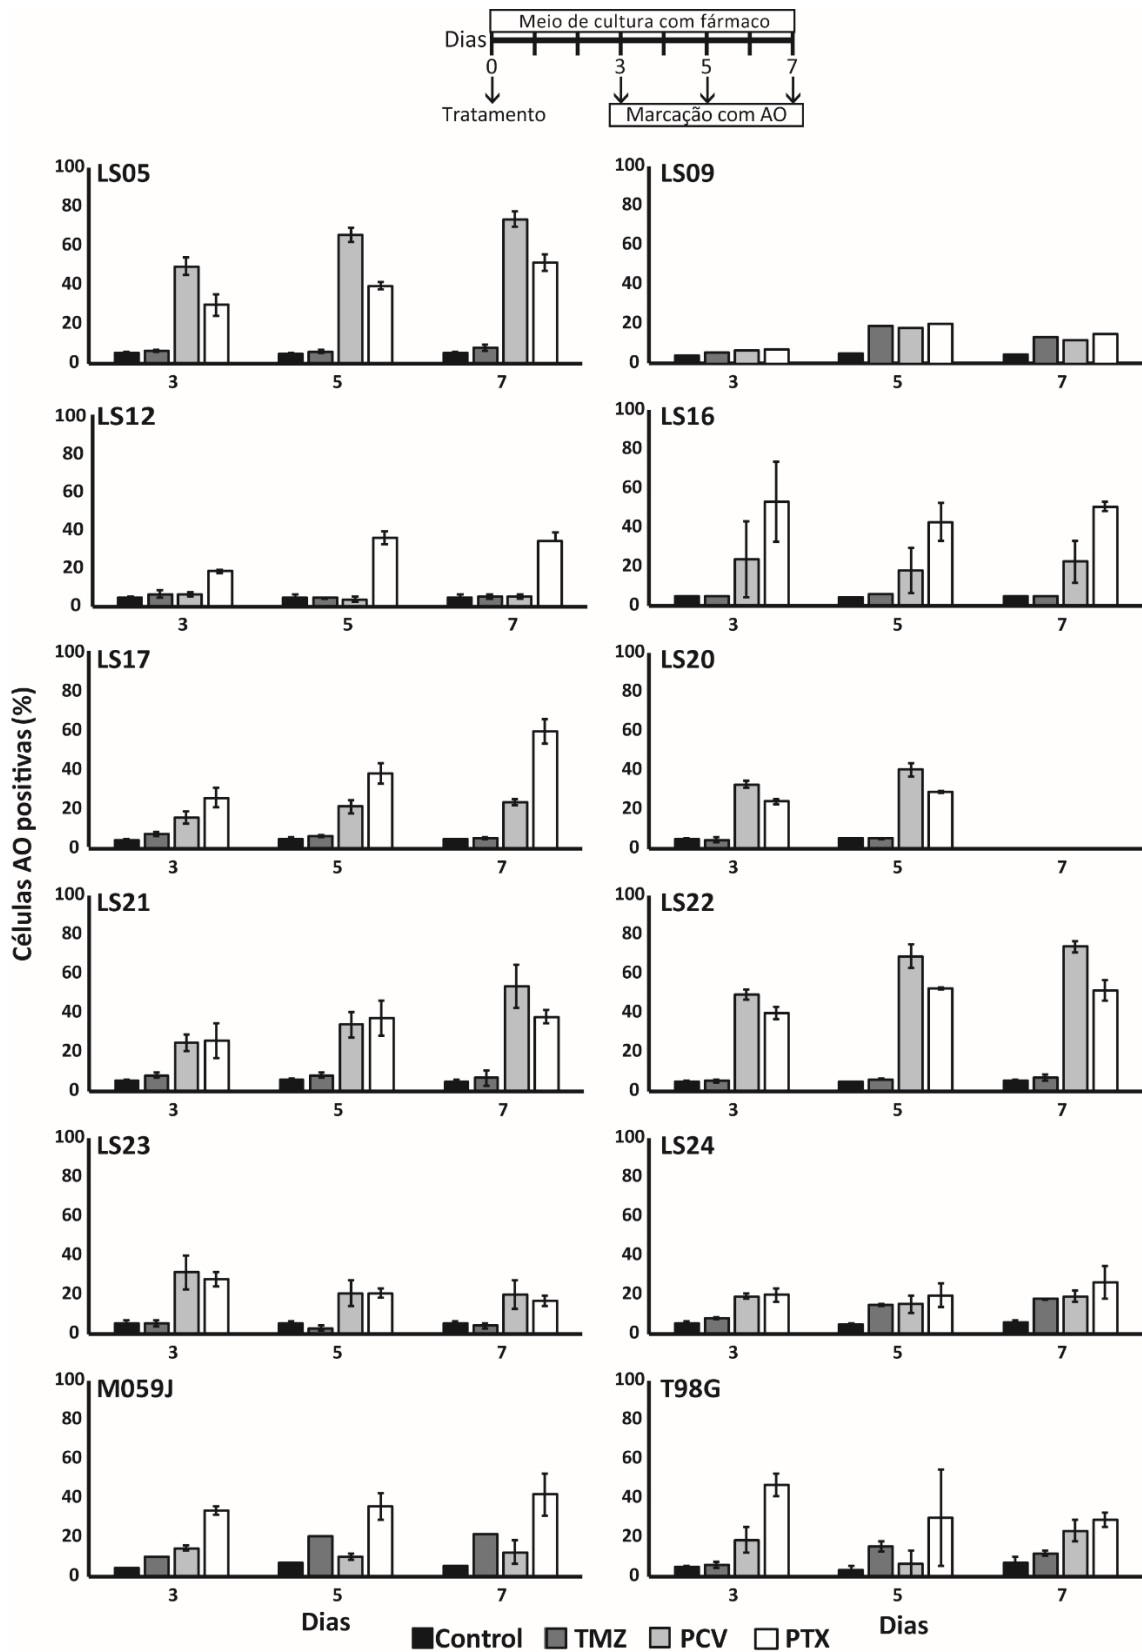 Meio de cultura com fármaco
Dias
0 3 5 7
Tratamento Marcação com AO
Células AO positivas (%)
LS05
100
80
60
40
20
0
3 5 7
LS09
100
80
60
40
20
0
3 5 7
LS12
100
80
60
40
20
0
3 5 7
LS16
100
80
60
40
20
0
3 5 7
LS17
100
80
60
40
20
0
3 5 7
LS20
100
80
60
40
20
0
3 5 7
LS21
100
80
60
40
20
0
3 5 7
LS22
100
80
60
40
20
0
3 5 7
LS23
100
80
60
40
20
0
3 5 7
LS24
100
80
60
40
20
0
3 5 7
M059J
100
80
60
40
20
0
3 5 7
T98G
100
80
60
40
20
0
3 5 7
Dias Dias
Control TMZ PCV PTX